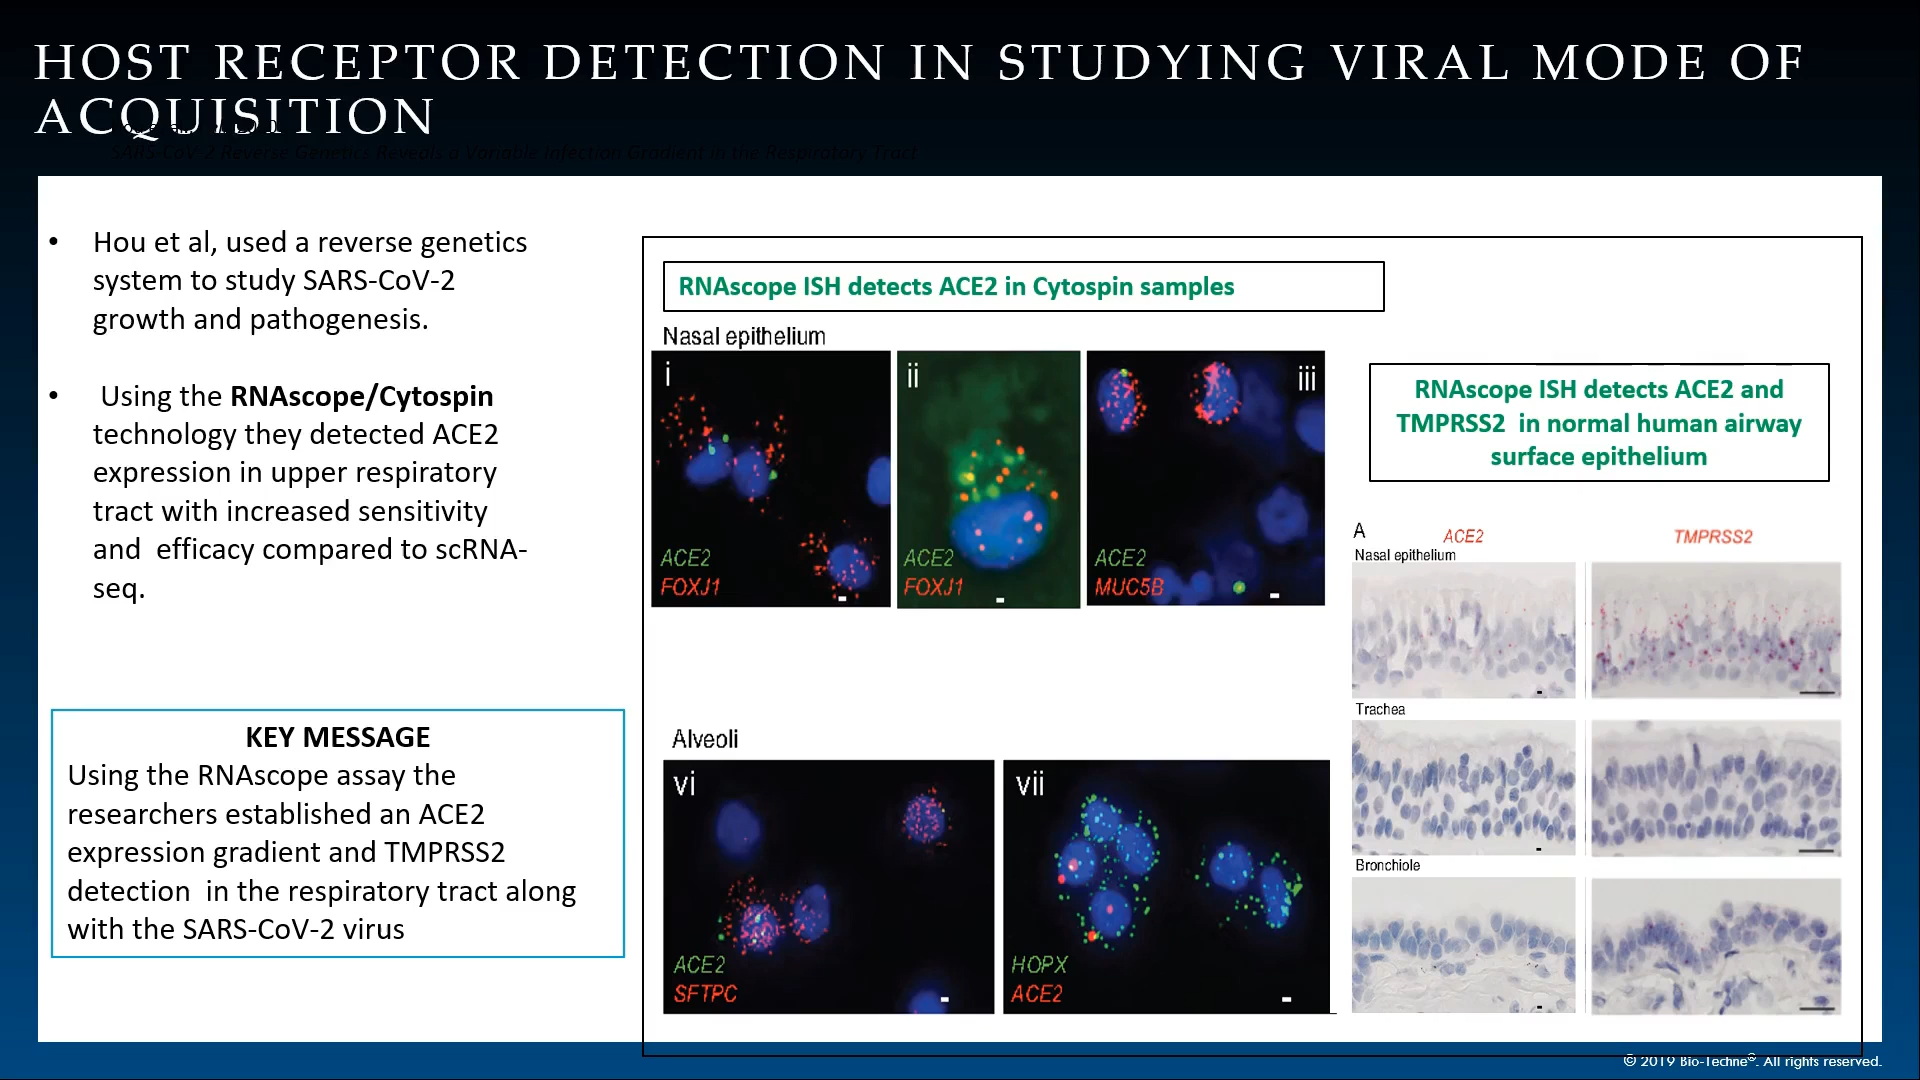 HOST RECEPTOR DETECTION IN STUDYING VIRAL MODE OF
ACQUISITION
SARS-CoV-2 Reverse Genetics Reveals a Variable Infection Gradient in the Respiratory Tract
• Hou et al, used a reverse genetics
system to study SARS-CoV-2
growth and pathogenesis.
• Using the RNAscope/Cytospin
technology they detected ACE2
expression in upper respiratory
tract with increased sensitivity
and  efficacy compared to scRNA-
seq.
KEY MESSAGE
Using the RNAscope assay the
researchers established an ACE2
expression gradient and TMPRSS2
detection  in the respiratory tract along
with the SARS-CoV-2 virus
RNAscope ISH detects ACE2 in Cytospin samples
Nasal epithelium
i
ACE2
FOXJ1
ii
ACE2
FOXJ1
iii
ACE2
MUC5B
Alveoli
vi
ACE2
SFTPC
vii
HOPX
ACE2
RNAscope ISH detects ACE2 and
TMPRSS2  in normal human airway
surface epithelium
A ACE2 TMPRSS2
Nasal epithelium
Trachea
Bronchiole
© 2019 Bio-Techne®. All rights reserved.